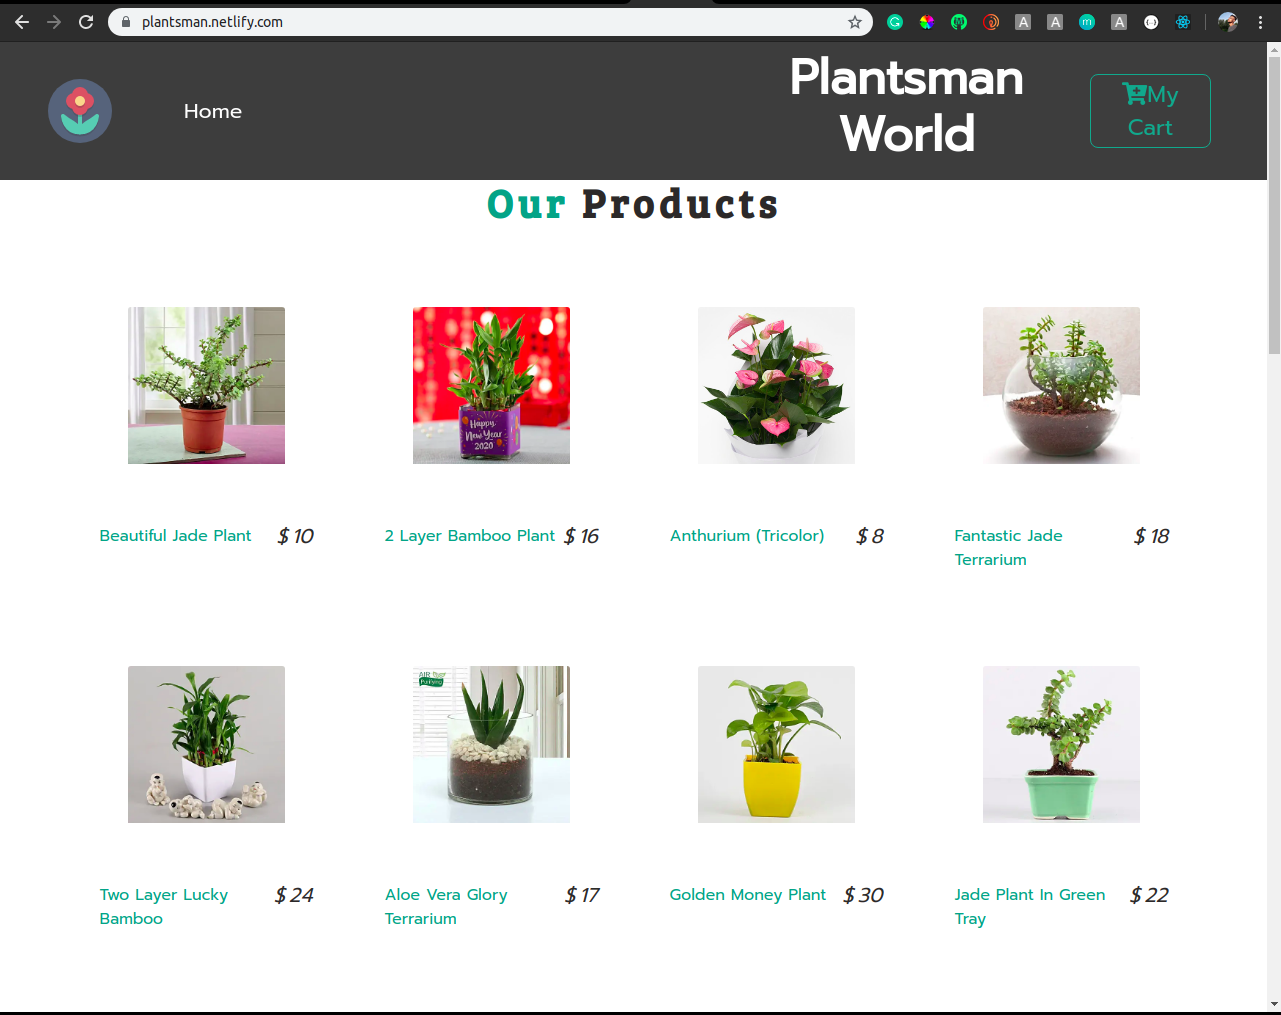 plantsman.netlify.com
Home
Plantsman
World
My
Cart
Our Products
Happy
New Year
2020
Beautiful Jade Plant $ 10
2 Layer Bamboo Plant $ 16
Anthurium (Tricolor) $ 8
Fantastic Jade $ 18
Terrarium
AIR
Purifying
Two Layer Lucky $ 24
Bamboo
Aloe Vera Glory $ 17
Terrarium
Golden Money Plant $ 30
Jade Plant In Green $ 22
Tray